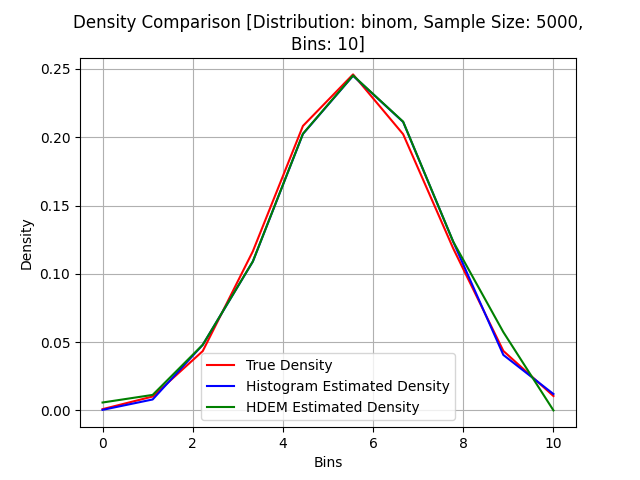 Density Comparison [Distribution: binom, Sample Size: 5000,
Bins: 10]
0.25
0.20
0.15
0.10
0.05
0.00
Density
True Density
Histogram Estimated Density
HDEM Estimated Density
0 2 4 6 8 10
Bins